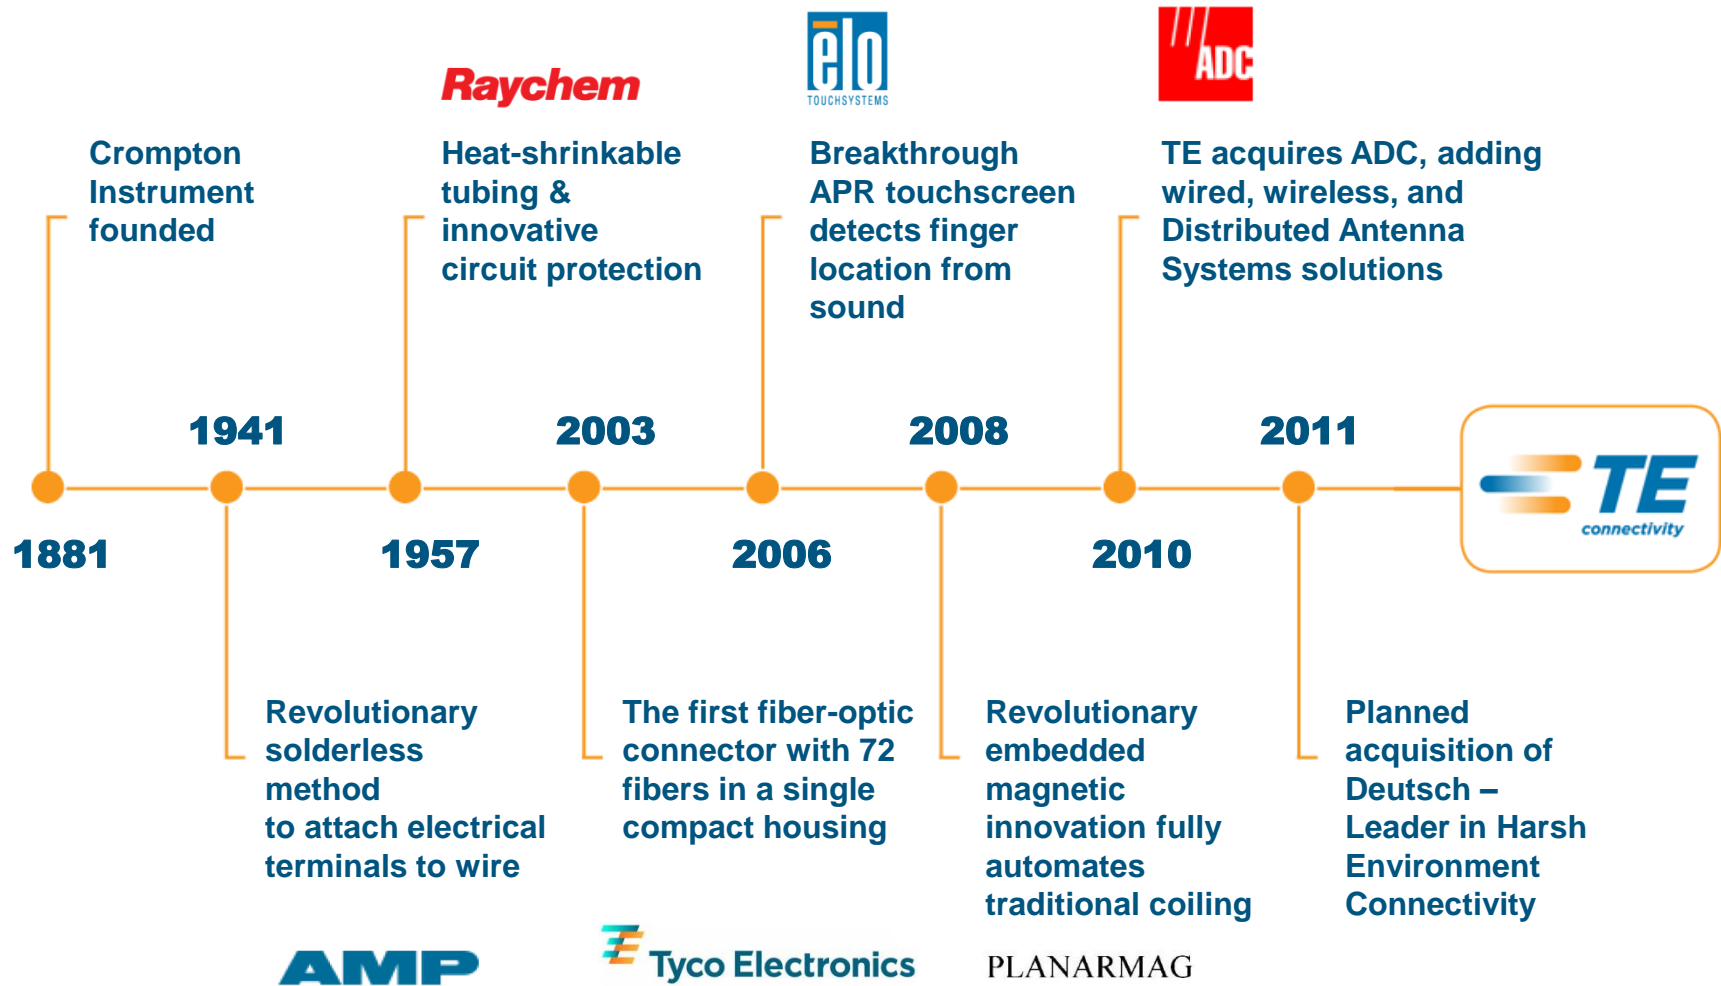 Raychem
ēlo
TOUCHSYSTEMS
ADC
Crompton
Instrument
founded
Heat-shrinkable
tubing &
innovative
circuit protection
Breakthrough
APR touchscreen
detects finger
location from
sound
TE acquires ADC, adding
wired, wireless, and
Distributed Antenna
Systems solutions
1941
2003
2008
2011
TE
connectivity
1881
1957
2006
2010
Revolutionary
solderless
method
to attach electrical
terminals to wire
The first fiber-optic
connector with 72
fibers in a single
compact housing
Revolutionary
embedded
magnetic
innovation fully
automates
traditional coiling
Planned
acquisition of
Deutsch –
Leader in Harsh
Environment
Connectivity
AMP
Tyco Electronics
PLANARMAG